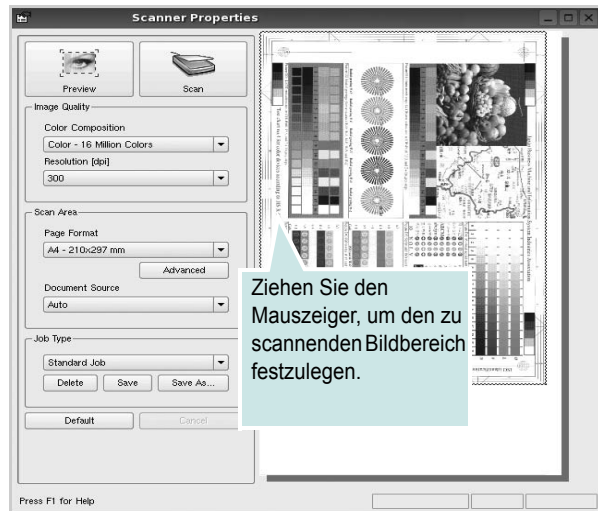 Scanner Properties
Preview
Scan
Image Quality
Color Composition
Color - 16 Million Colors
Resolution [dpi]
300
Scan Area
Page Format
A4 - 210x297 mm
Advanced
Document Source
Auto
Job Type
Standard Job
Delete Save Save As...
Default Cancel
Press F1 for Help
Ziehen Sie den
Mauszeiger, um den zu
scannenden Bildbereich
festzulegen.